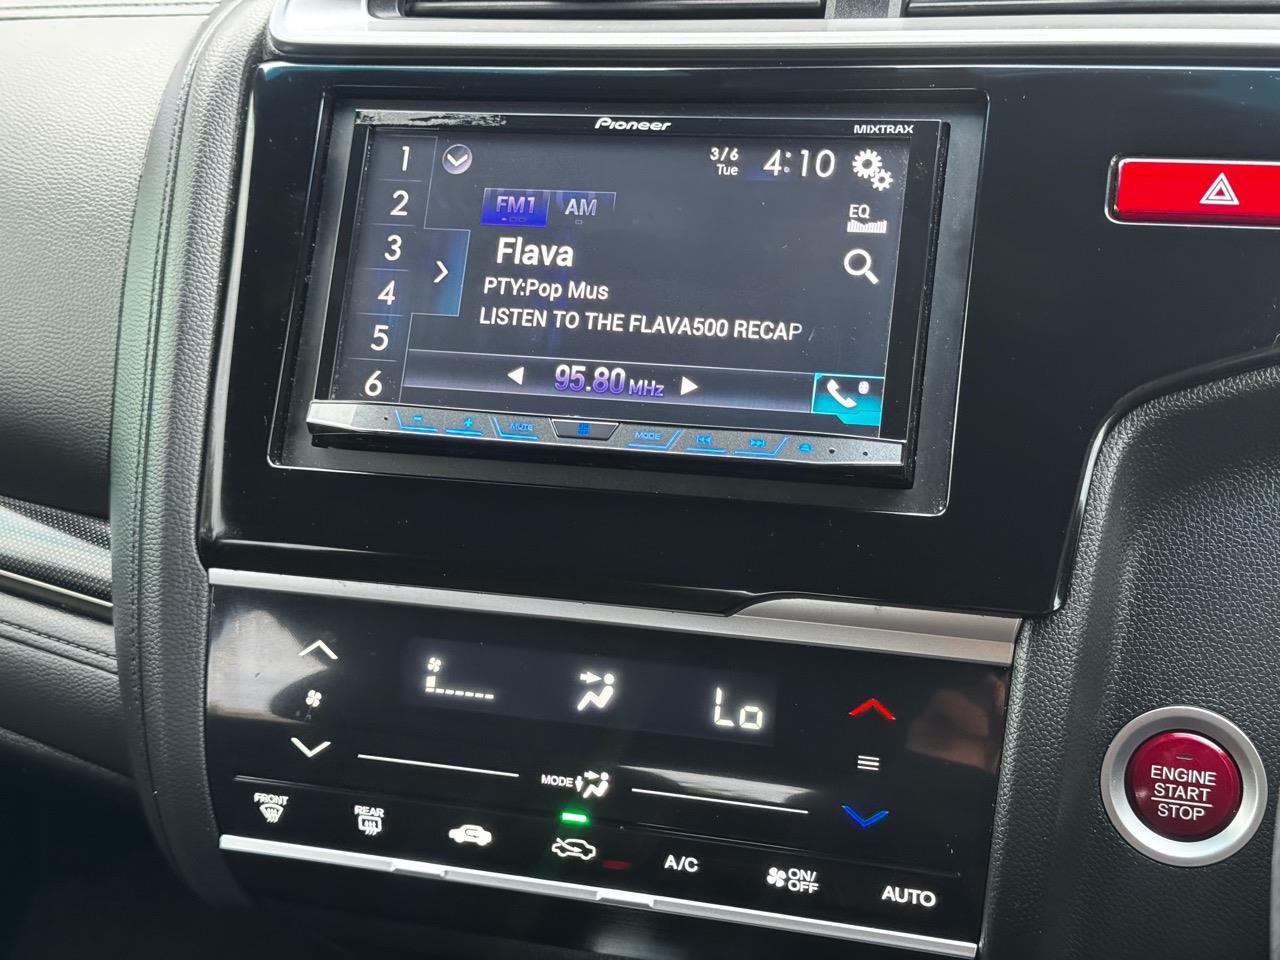 Pioneer
MIXTRAX
1
2
3
4
5
6
3/6
Tue
4:10
FM1
AM
EQ
Flava
PTY:Pop Mus
LISTEN TO THE FLAVA500 RECAP
95.80 MHz
- + MUTE MODE
Lo
MODE
FRONT
REAR
A/C
ON/
OFF
AUTO
ENGINE
START
STOP